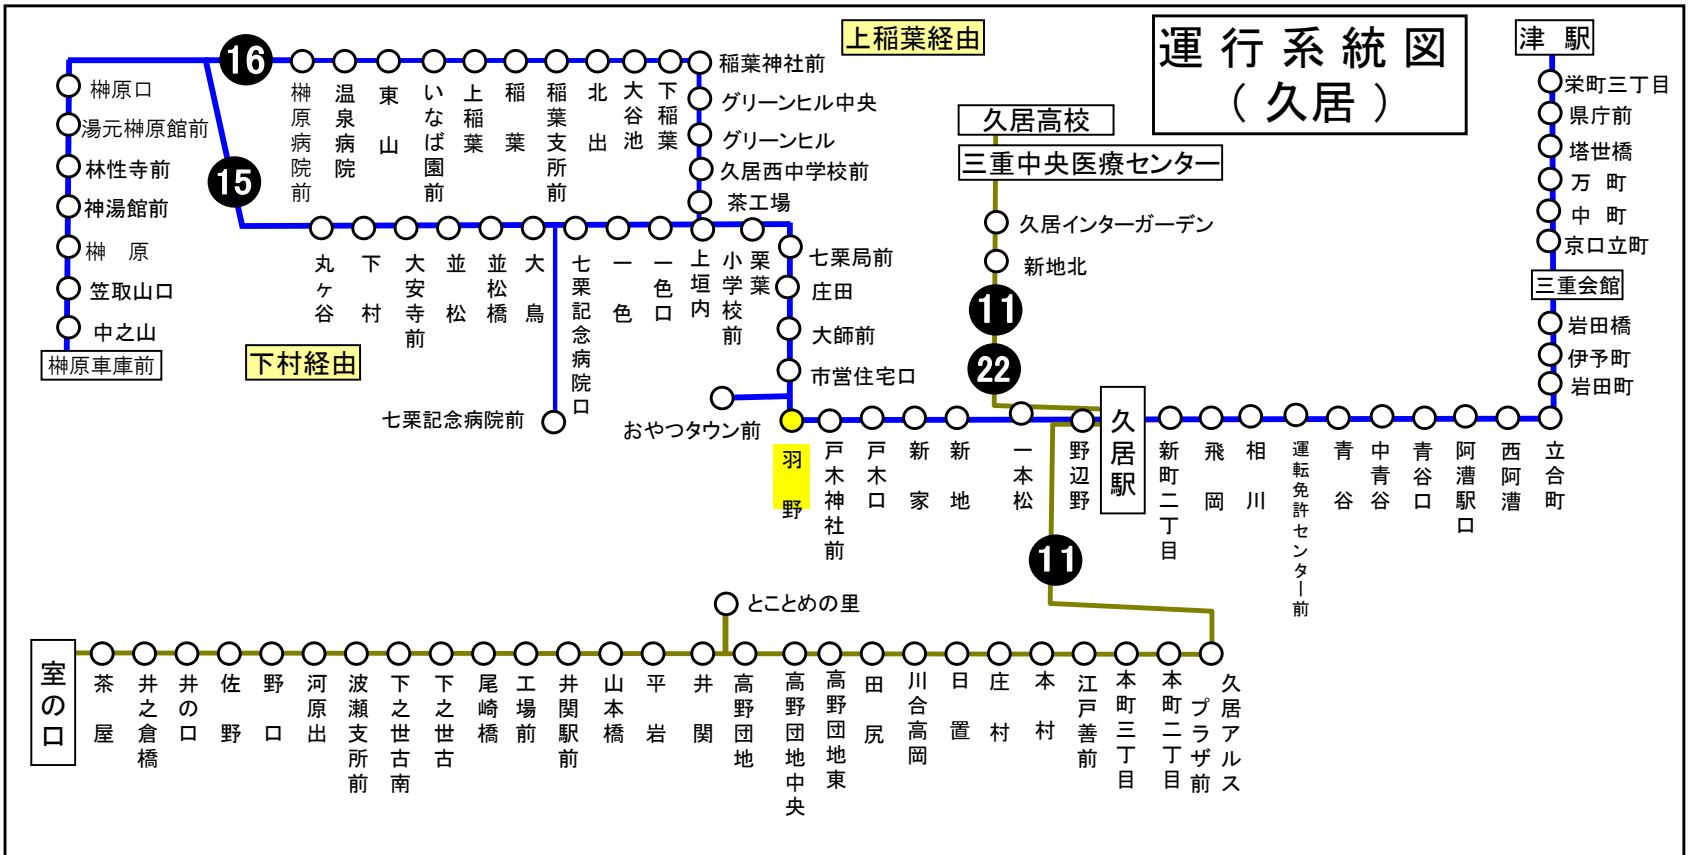 運行系統図
（久居）
上稲葉経由
下村経由
津駅
栄町三丁目
県庁前
塔世橋
万町
中町
京口立町
三重会館
岩田橋
伊予町
岩田町
立合町
西阿漕
阿漕駅口
青谷口
中青谷
青谷
運転免許センター前
相川
飛岡
新町二丁目
久居駅
久居高校
三重中央医療センター
久居インターガーデン
新地北
11
22
11
野辺野
一本松
新地
新家
戸木口
戸木神社前
羽野
おやつタウン前
市営住宅口
大師前
庄田
七栗局前
栗葉小学校前
上垣内
一色口
一色
七栗記念病院口
七栗記念病院前
大鳥
並松橋
並松
大安寺前
下村
丸ヶ谷
15
茶工場
久居西中学校前
グリーンヒル
グリーンヒル中央
稲葉神社前
下稲葉
大谷池
北出
稲葉支所前
稲葉
上稲葉
いなば園前
東山
温泉病院
榊原病院前
16
榊原口
湯元榊原館前
林性寺前
神湯館前
榊原
笠取山口
中之山
榊原車庫前
とことめの里
室の口
茶屋
井之倉橋
井の口
佐野
野口
河原出
波瀬支所前
下之世古南
下之世古
尾崎橋
工場前
井関駅前
山本橋
平岩
井関
高野団地
高野団地中央
高野団地東
田尻
川合高岡
日置
庄村
本村
江戸善前
本町三丁目
本町二丁目
久居アルスプラザ前